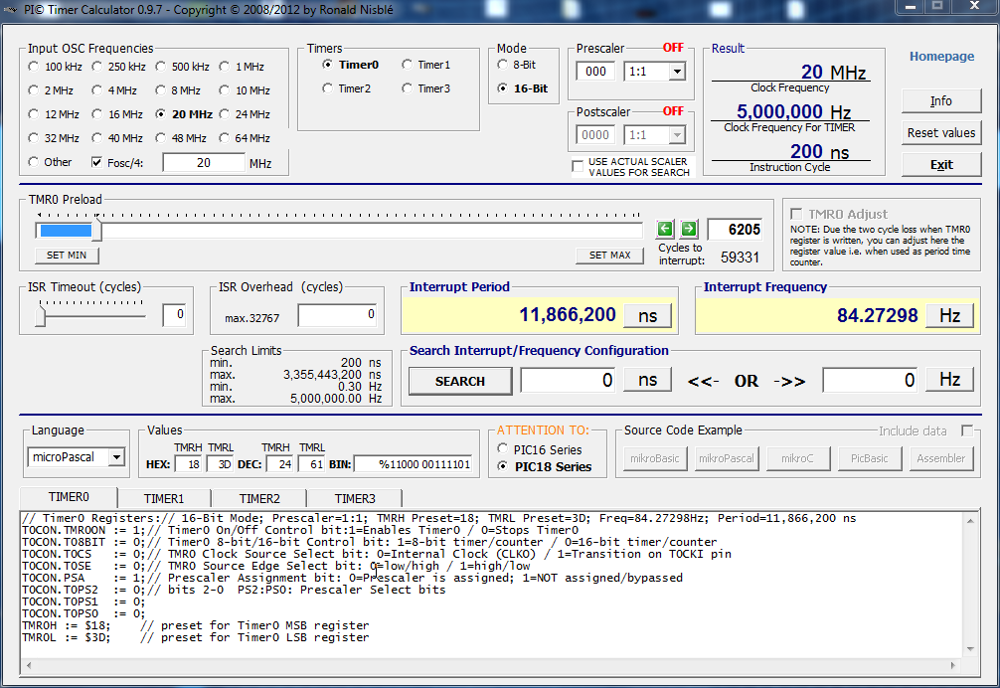 PI© Timer Calculator 0.9.7 - Copyright © 2008/2012 by Ronald Nisblé
Input OSC Frequencies
100 kHz 250 kHz 500 kHz 1 MHz
2 MHz 4 MHz 8 MHz 10 MHz
12 MHz 16 MHz 20 MHz 24 MHz
32 MHz 40 MHz 48 MHz 64 MHz
Other Fosc/4: 20 MHz
Timers
Timer0 Timer1
Timer2 Timer3
Mode
8-Bit
16-Bit
Prescaler OFF
000 1:1
Postscaler OFF
0000 1:1
USE ACTUAL SCALER
VALUES FOR SEARCH
Result
20 MHz
Clock Frequency
5,000,000 Hz
Clock Frequency For TIMER
200 ns
Instruction Cycle
Homepage
Info
Reset values
Exit
TMR0 Preload
6205
SET MIN SET MAX
Cycles to
interrupt: 59331
TMR0 Adjust
NOTE: Due the two cycle loss when TMR0
register is written, you can adjust here the
register value i.e. when used as period time
counter.
ISR Timeout (cycles)
0
ISR Overhead (cycles)
max.32767 0
Interrupt Period
11,866,200 ns
Interrupt Frequency
84.27298 Hz
Search Limits
min. 200 ns
max. 3,355,443,200 ns
min. 0.30 Hz
max. 5,000,000.00 Hz
Search Interrupt/Frequency Configuration
SEARCH 0 ns <<- OR ->> 0 Hz
Language
microPascal
Values
TMRH TMRL TMRH TMRL
HEX: 18 3D DEC: 24 61 BIN: %11000 00111101
ATTENTION TO:
PIC16 Series
PIC18 Series
Source Code Example Include data
mikroBasic mikroPascal mikroC PicBasic Assembler
TIMER0 TIMER1 TIMER2 TIMER3
// Timer0 Registers:// 16-Bit Mode; Prescaler=1:1; TMRH Preset=18; TMRL Preset=3D; Freq=84.27298Hz; Period=11,866,200 ns
T0CON.TMR0ON := 1;// Timer0 On/Off Control bit:1=Enables Timer0 / 0=Stops Timer0
T0CON.T08BIT := 0;// Timer0 8-bit/16-bit Control bit: 1=8-bit timer/counter / 0=16-bit timer/counter
T0CON.T0CS := 0;// TMR0 Clock Source Select bit: 0=Internal Clock (CLKO) / 1=Transition on T0CKI pin
T0CON.T0SE := 0;// TMR0 Source Edge Select bit: 0=low/high / 1=high/low
T0CON.PSA := 1;// Prescaler Assignment bit: 0=Prescaler is assigned; 1=NOT assigned/bypassed
T0CON.T0PS2 := 0;// bits 2-0 PS2:PS0: Prescaler Select bits
T0CON.T0PS1 := 0;
T0CON.T0PS0 := 0;
TMR0H := $18; // preset for Timer0 MSB register
TMR0L := $3D; // preset for Timer0 LSB register